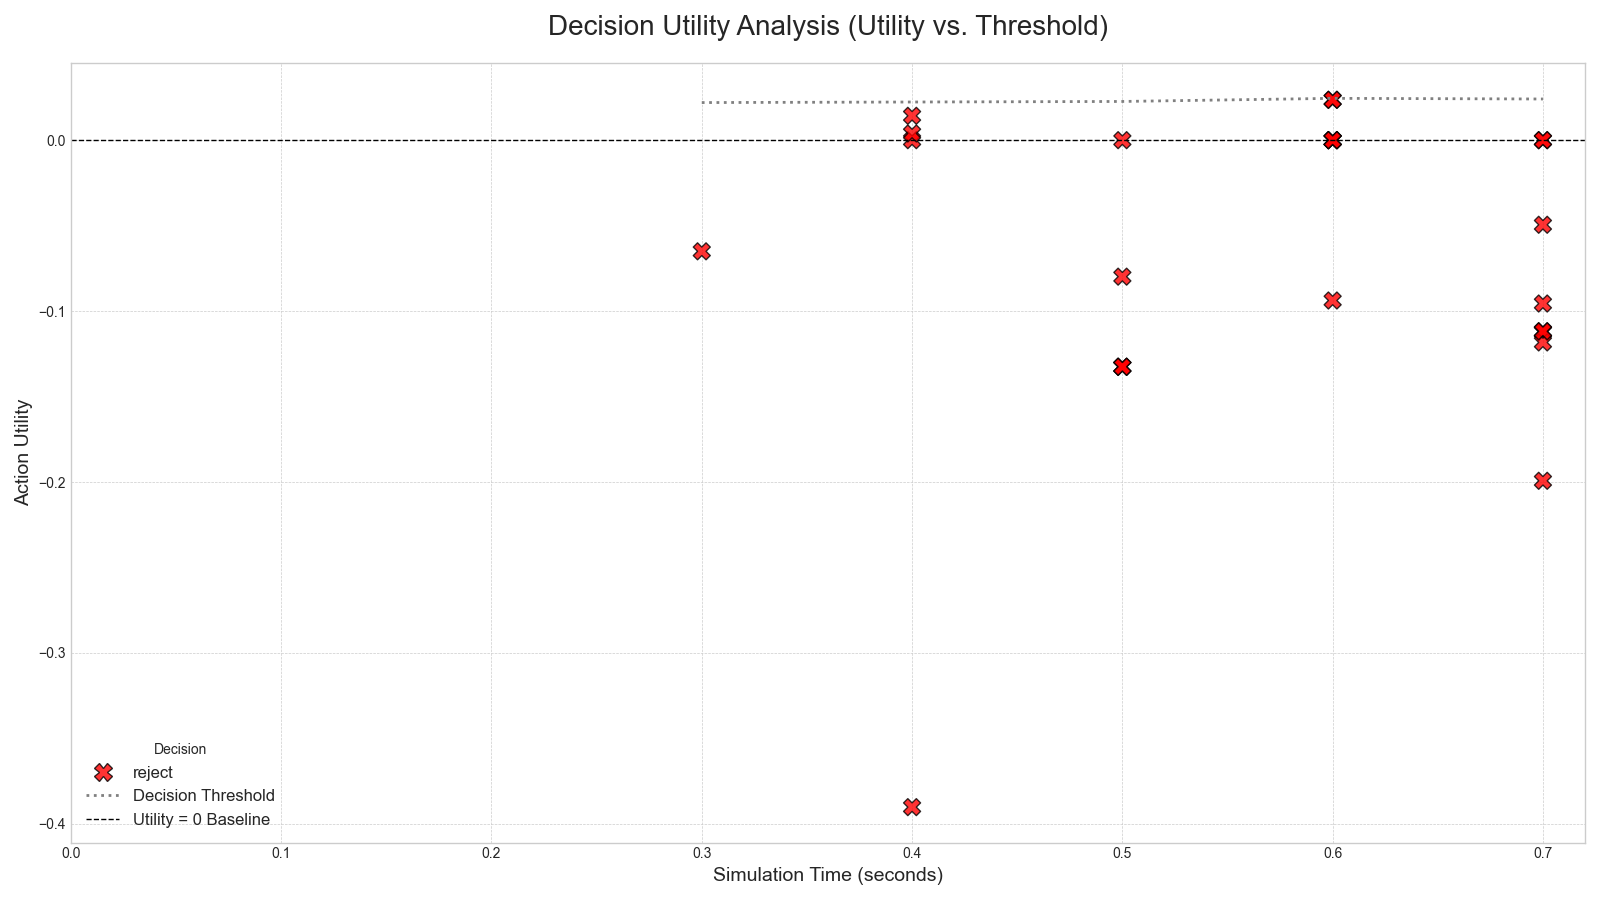 Decision Utility Analysis (Utility vs. Threshold)
Action Utility
0.0
−0.1
−0.2
−0.3
−0.4
Decision
reject
Decision Threshold
Utility = 0 Baseline
0.0 0.1 0.2 0.3 0.4 0.5 0.6 0.7
Simulation Time (seconds)